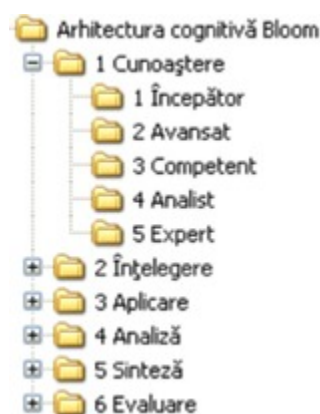 Arhitectura cognitivă Bloom
1 Cunoaştere
1 Începător
2 Avansat
3 Competent
4 Analist
5 Expert
2 Înţelegere
3 Aplicare
4 Analiză
5 Sinteză
6 Evaluare